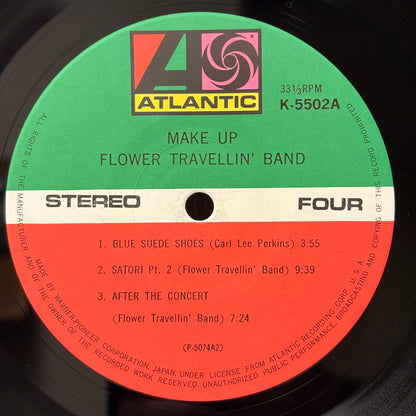 ATLANTIC
33⅓RPM
K-5502A
MAKE UP
FLOWER TRAVELLIN' BAND
STEREO
FOUR
1. BLUE SUEDE SHOES (Carl Lee Perkins) 3:55
2. SATORI Pt. 2 (Flower Travellin' Band) 9:39
3. AFTER THE CONCERT
(Flower Travellin' Band) 7:24
(P-5074A2)
ALL RIGHTS OF THE MANUFACTURER AND OF THE OWNER OF THE RECORDED WORK RESERVED. UNAUTHORIZED PUBLIC PERFORMANCE, BROADCASTING AND COPYING OF THIS RECORD PROHIBITED.
MADE BY WARNER-PIONEER CORPORATION, JAPAN, UNDER LICENSE FROM ATLANTIC RECORDING CORP. U.S.A.